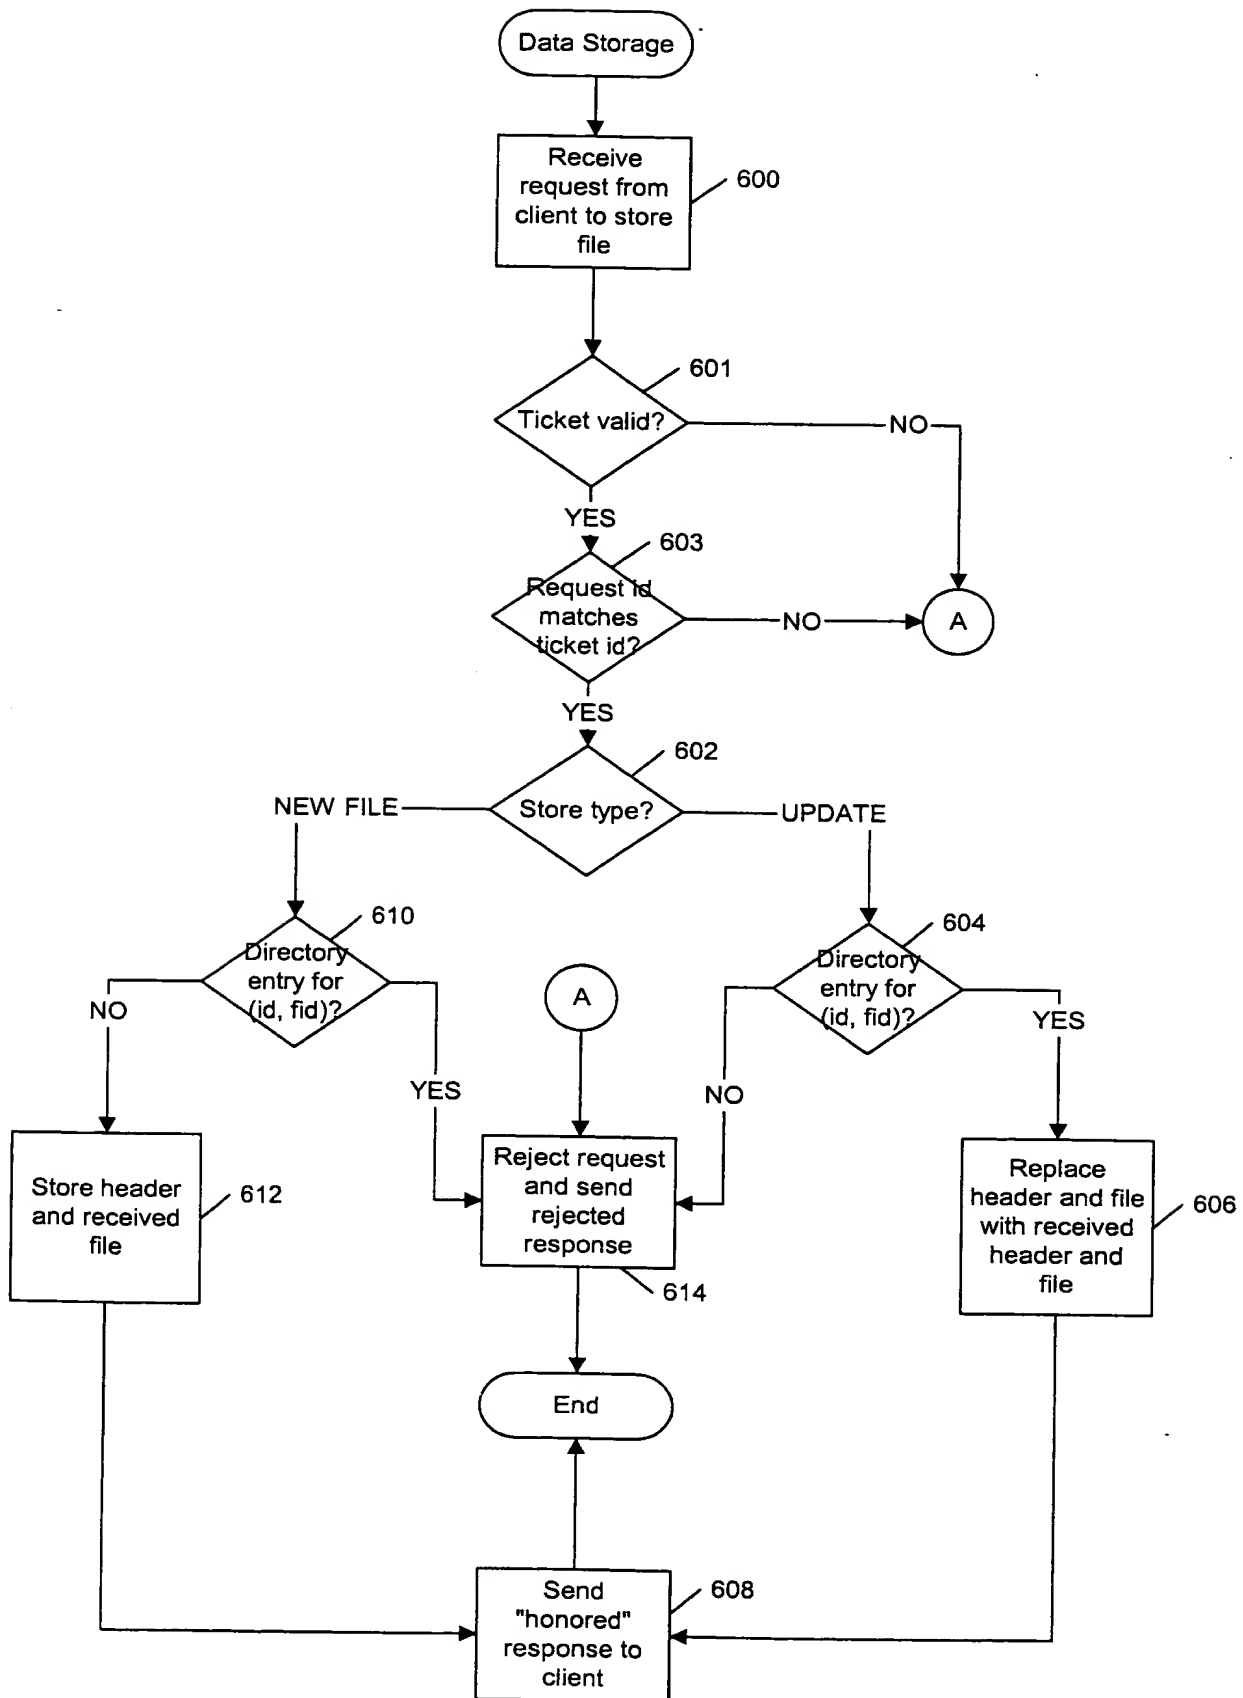 Data Storage
Receive
request from
client to store
file
600
601
Ticket valid?
NO
YES
603
Request id
matches
ticket id?
NO
A
YES
602
NEW FILE
Store type?
UPDATE
610
604
Directory
entry for
(id, fid)?
Directory
entry for
(id, fid)?
A
NO
YES
YES
NO
Store header
and received
file
612
Reject request
and send
rejected
response
614
Replace
header and file
with received
header and
file
606
End
Send
"honored"
response to
client
608